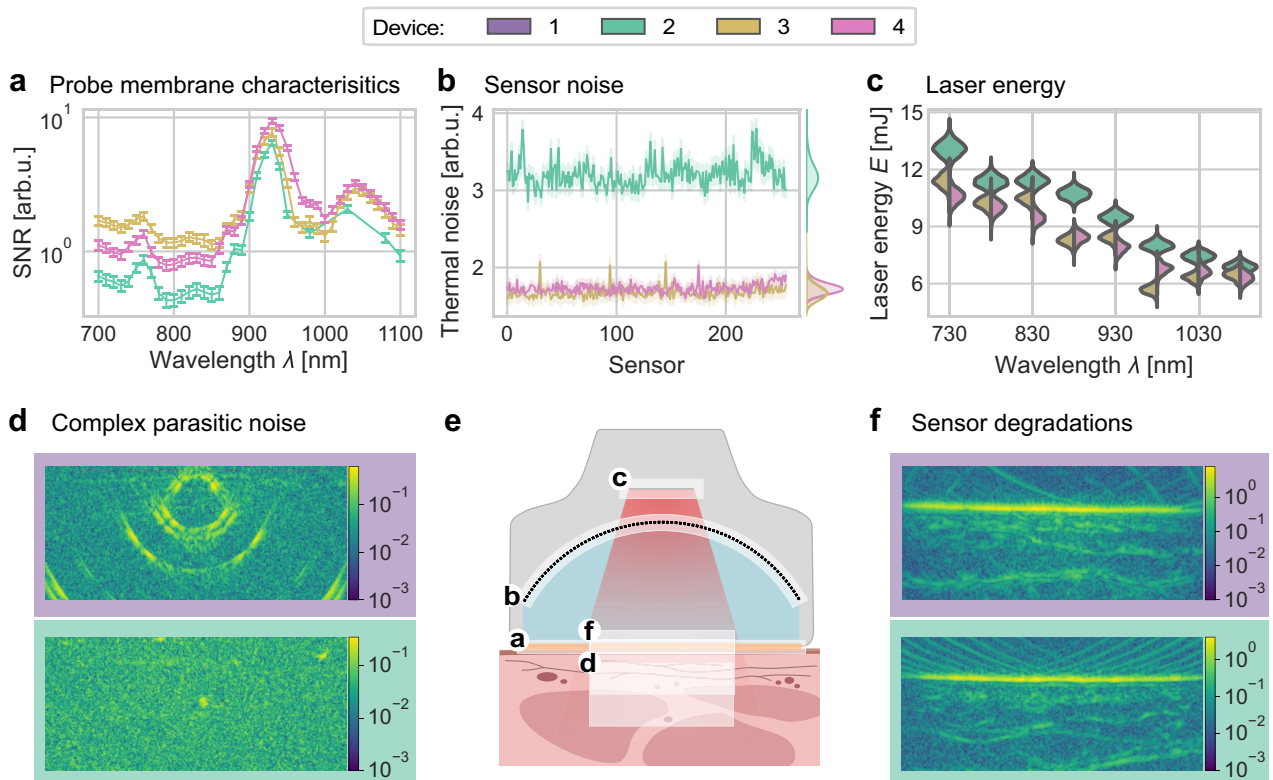 Device: 1 2 3 4
a Probe membrane characterisitics
SNR [arb.u.]
10^1
10^0
700 800 900 1000 1100
Wavelength λ [nm]
b Sensor noise
Thermal noise [arb.u.]
4
3
2
0 100 200
Sensor
c Laser energy
Laser energy E [mJ]
15
12
9
6
730 830 930 1030
Wavelength λ [nm]
d Complex parasitic noise
10^-1
10^-2
10^-3
10^-1
10^-2
10^-3
e
c
b
a
f
d
f Sensor degradations
10^0
10^-1
10^-2
10^-3
10^0
10^-1
10^-2
10^-3